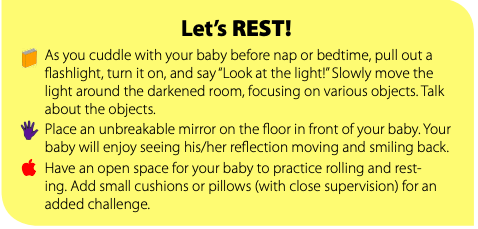 Let's REST!
As you cuddle with your baby before nap or bedtime, pull out a
flashlight, turn it on, and say “Look at the light!” Slowly move the
light around the darkened room, focusing on various objects. Talk
about the objects.
Place an unbreakable mirror on the floor in front of your baby. Your
baby will enjoy seeing his/her reflection moving and smiling back.
Have an open space for your baby to practice rolling and rest-
ing. Add small cushions or pillows (with close supervision) for an
added challenge.